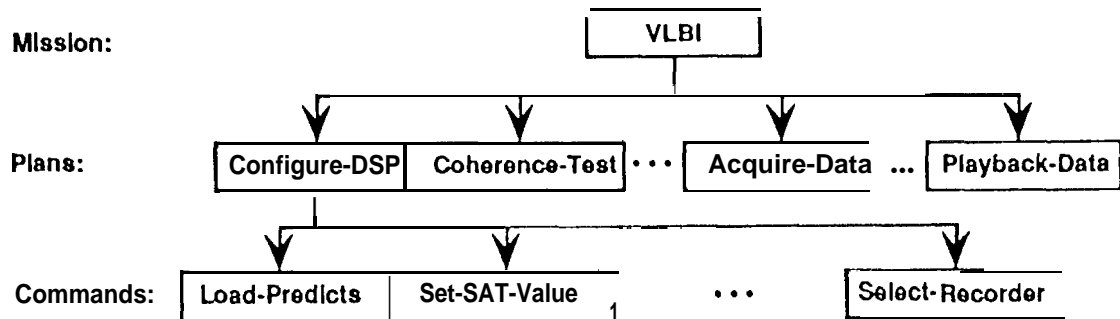 Mission: VLBI
Plans: Configure-DSP Coherence-Test ••• Acquire-Data ... Playback-Data
Commands: Load-Predicts Set-SAT-Value 1 ••• Select-Recorder